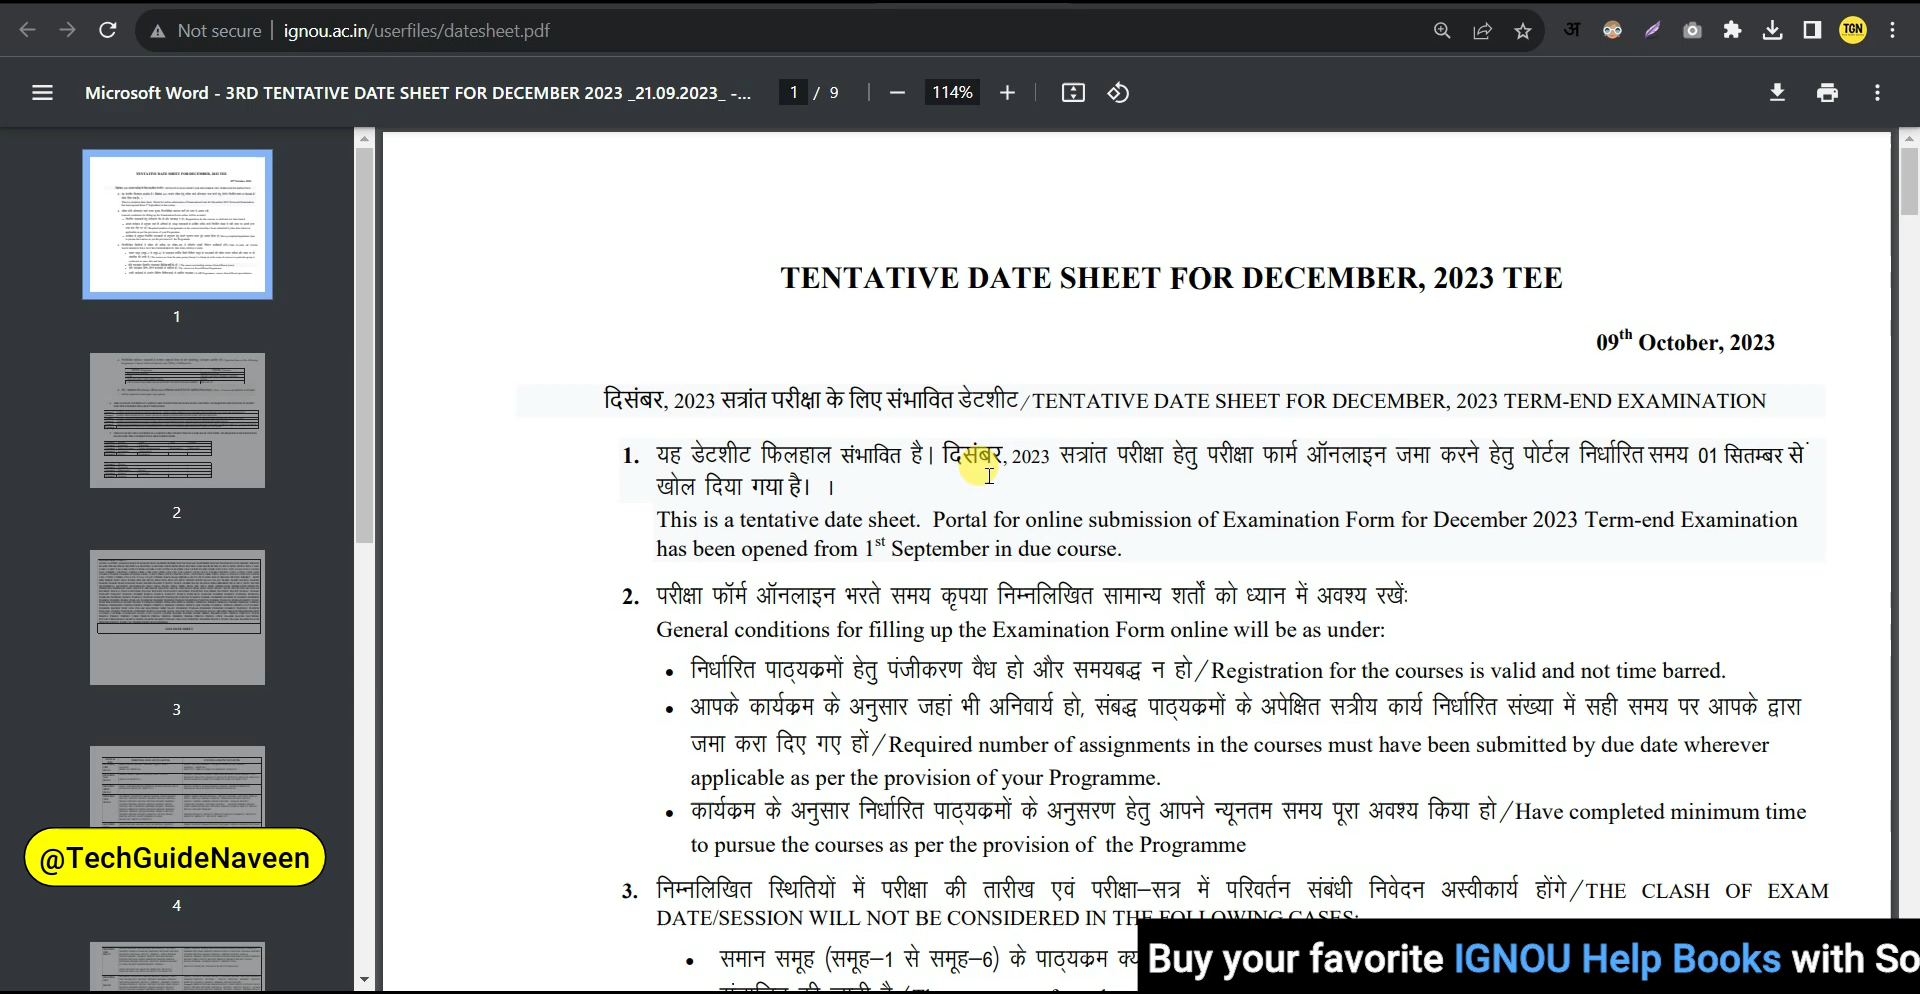 Not secure
ignou.ac.in/userfiles/datesheet.pdf
अ
TGN
Microsoft Word - 3RD TENTATIVE DATE SHEET FOR DECEMBER 2023 _21.09.2023_ -...
1 / 9
114%
1
2
3
4
@TechGuideNaveen
TENTATIVE DATE SHEET FOR DECEMBER, 2023 TEE
09th October, 2023
दिसंबर, 2023 सत्रांत परीक्षा के लिए संभावित डेटशीट/TENTATIVE DATE SHEET FOR DECEMBER, 2023 TERM-END EXAMINATION
1. यह डेटशीट फिलहाल संभावित है। दिसंबर, 2023 सत्रांत परीक्षा हेतु परीक्षा फार्म ऑनलाइन जमा करने हेतु पोर्टल निर्धारित समय 01 सितम्बर से
खोल दिया गया है। ।
This is a tentative date sheet. Portal for online submission of Examination Form for December 2023 Term-end Examination
has been opened from 1st September in due course.
2. परीक्षा फॉर्म ऑनलाइन भरते समय कृपया निम्नलिखित सामान्य शर्तों को ध्यान में अवश्य रखें:
General conditions for filling up the Examination Form online will be as under:
• निर्धारित पाठ्यक्रमों हेतु पंजीकरण वैध हो और समयबद्ध न हो/Registration for the courses is valid and not time barred.
• आपके कार्यक्रम के अनुसार जहां भी अनिवार्य हो, संबद्ध पाठ्यक्रमों के अपेक्षित सत्रीय कार्य निर्धारित संख्या में सही समय पर आपके द्वारा
जमा करा दिए गए हों/Required number of assignments in the courses must have been submitted by due date wherever
applicable as per the provision of your Programme.
• कार्यक्रम के अनुसार निर्धारित पाठ्यक्रमों के अनुसरण हेतु आपने न्यूनतम समय पूरा अवश्य किया हो/Have completed minimum time
to pursue the courses as per the provision of the Programme
3. निम्नलिखित स्थितियों में परीक्षा की तारीख एवं परीक्षा–सत्र में परिवर्तन संबंधी निवेदन अस्वीकार्य होंगे/THE CLASH OF EXAM
DATE/SESSION WILL NOT BE CONSIDERED IN THE FOLLOWING CASES:
• समान समूह (समूह–1 से समूह–6) के पाठ्यक्रम
Buy your favorite IGNOU Help Books with So